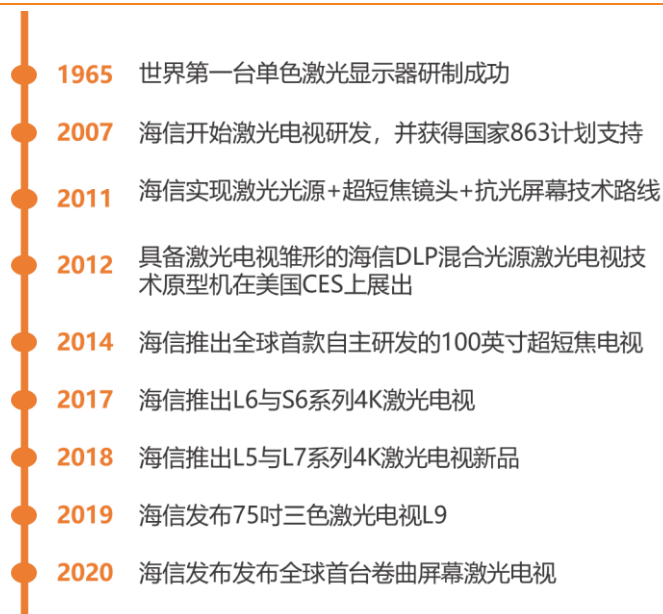 1965 世界第一台单色激光显示器研制成功
2007 海信开始激光电视研发，并获得国家863计划支持
2011 海信实现激光光源+超短焦镜头+抗光屏幕技术路线
2012 具备激光电视雏形的海信DLP混合光源激光电视技
术原型机在美国CES上展出
2014 海信推出全球首款自主研发的100英寸超短焦电视
2017 海信推出L6与S6系列4K激光电视
2018 海信推出L5与L7系列4K激光电视新品
2019 海信发布75吋三色激光电视L9
2020 海信发布发布全球首台卷曲屏幕激光电视